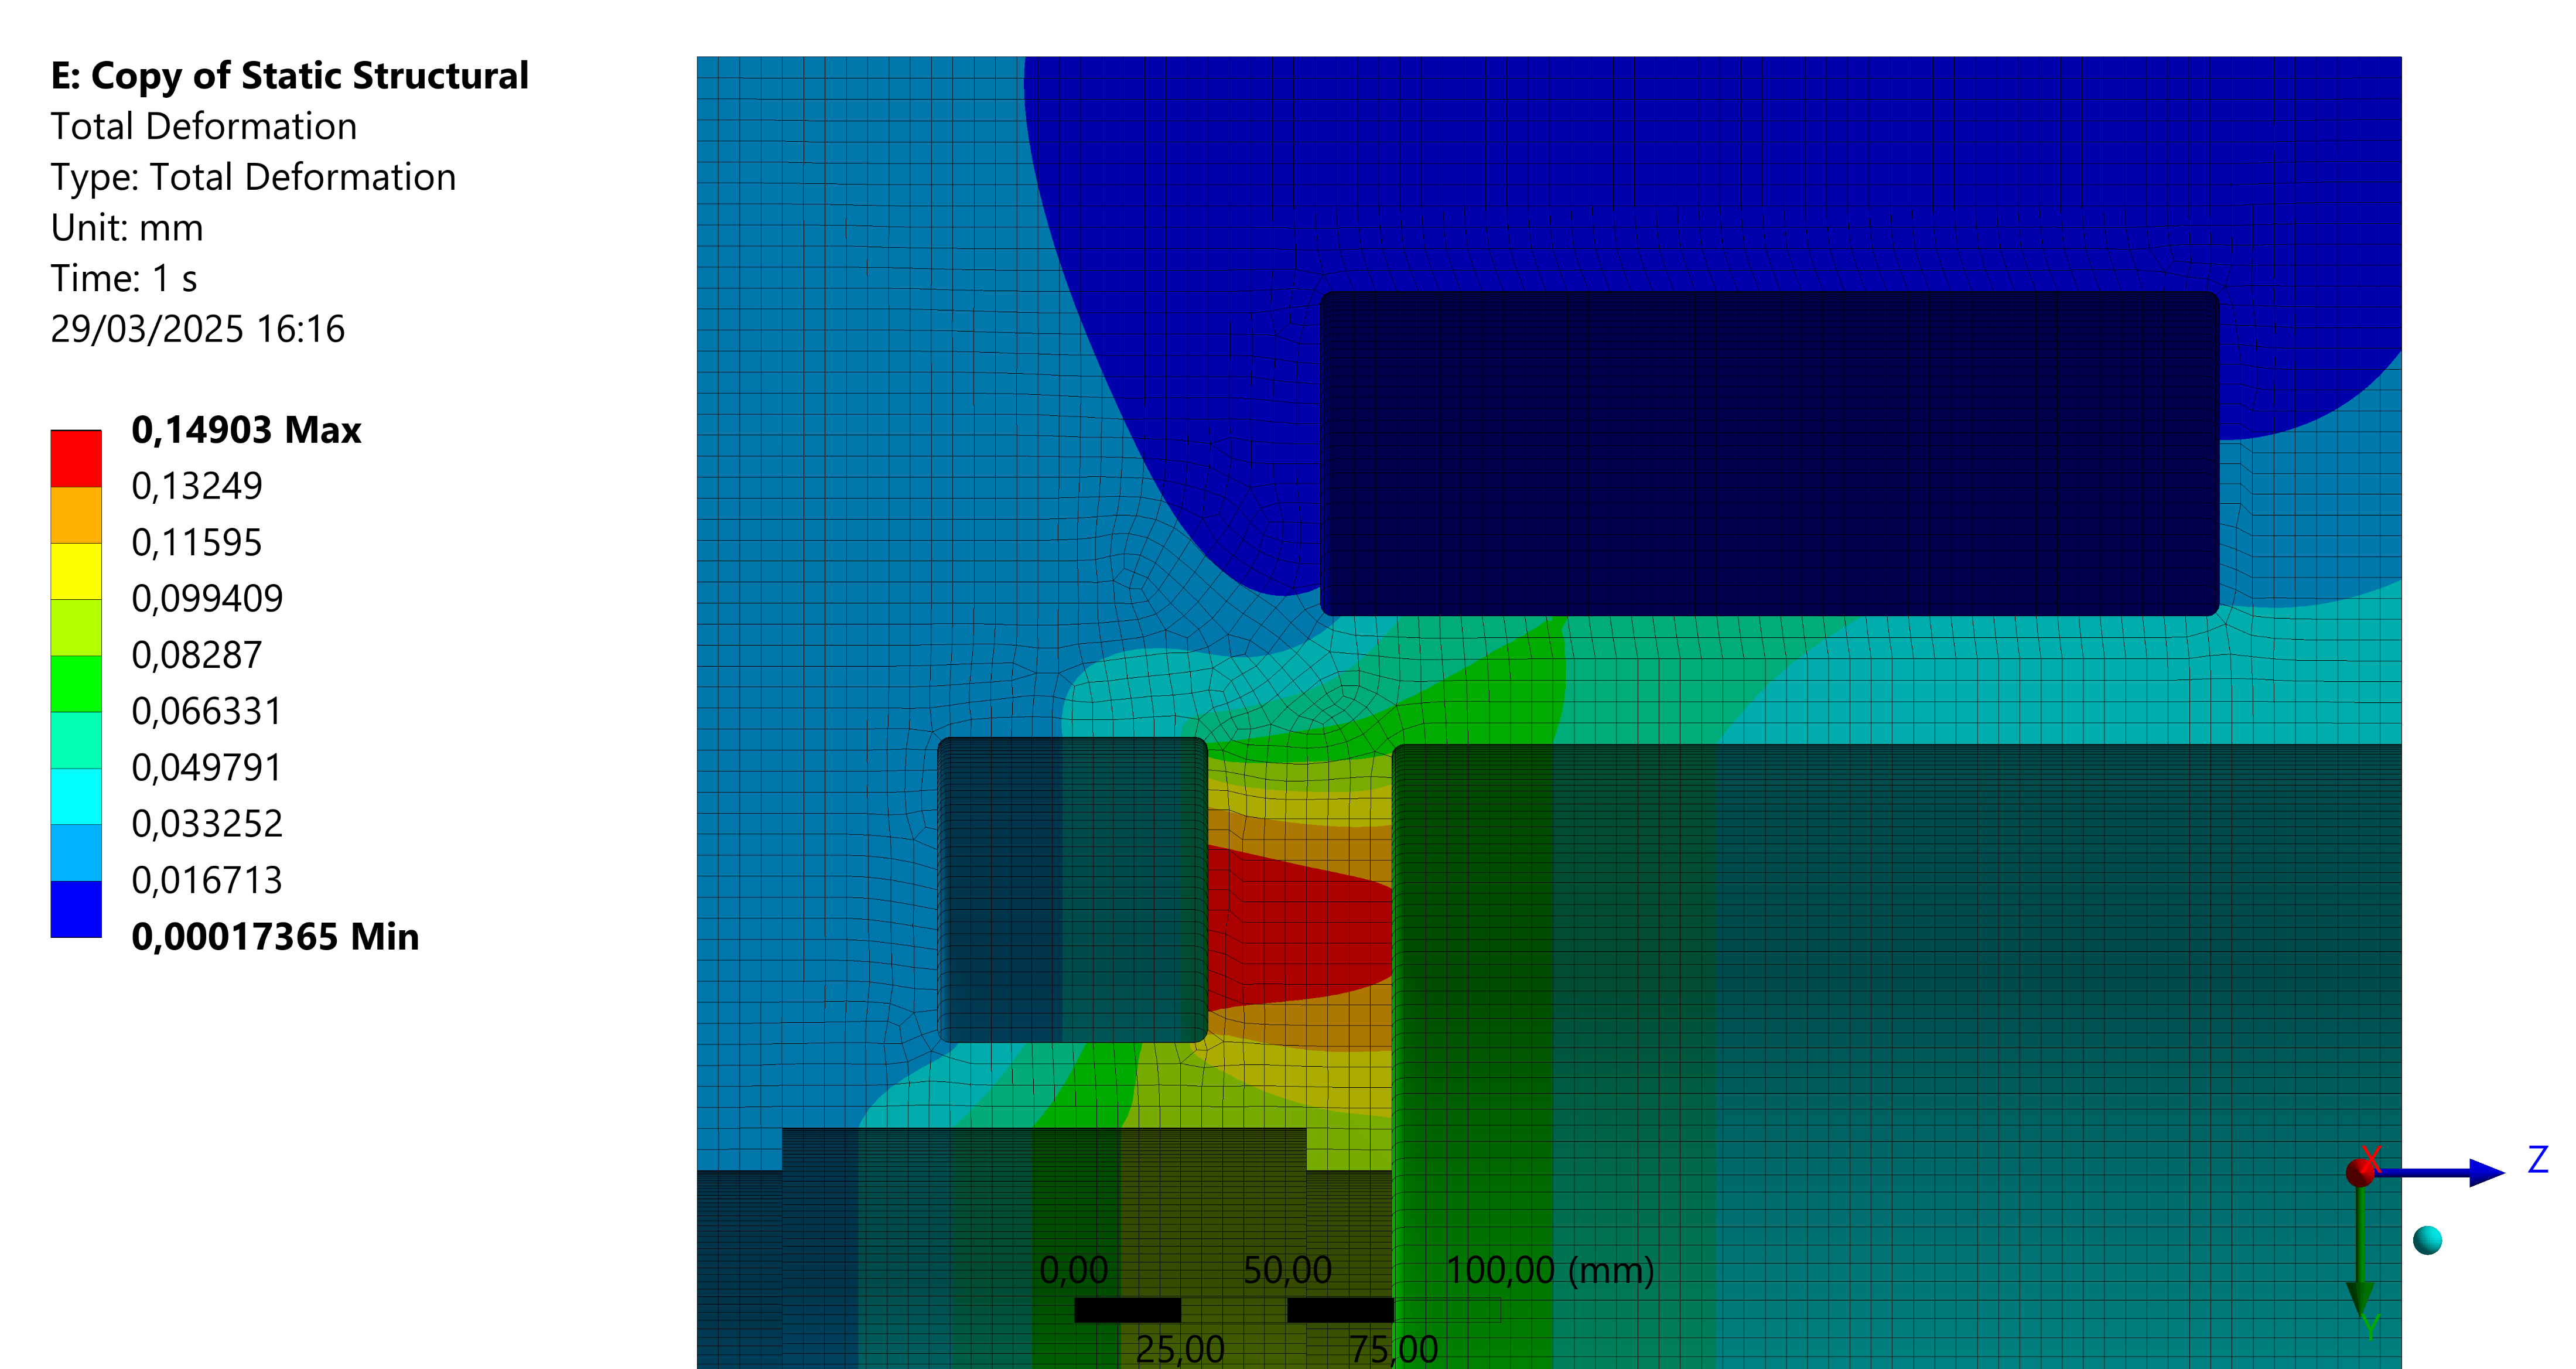 E: Copy of Static Structural
Total Deformation
Type: Total Deformation
Unit: mm
Time: 1 s
29/03/2025 16:16
0,14903 Max
0,13249
0,11595
0,099409
0,08287
0,066331
0,049791
0,033252
0,016713
0,00017365 Min
0,00 50,00 100,00 (mm)
25,00 75,00
X
Z
Y